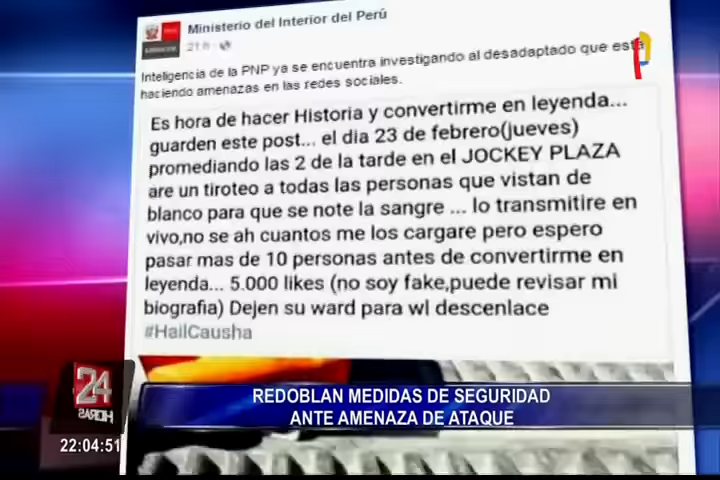 Ministerio del Interior del Perú
21 h
Inteligencia de la PNP ya se encuentra investigando al desadaptado que está
haciendo amenazas en las redes sociales.
Es hora de hacer Historia y convertirme en leyenda...
guarden este post... el dia 23 de febrero(jueves)
promediando las 2 de la tarde en el JOCKEY PLAZA
are un tiroteo a todas las personas que vistan de
blanco para que se note la sangre ... lo transmitire en
vivo,no se ah cuantos me los cargare pero espero
pasar mas de 10 personas antes de convertirme en
leyenda... 5.000 likes (no soy fake,puede revisar mi
biografia) Dejen su ward para wl descenlace
#HailCausha
24
HORAS
REDOBLAN MEDIDAS DE SEGURIDAD
ANTE AMENAZA DE ATAQUE
22:04:51